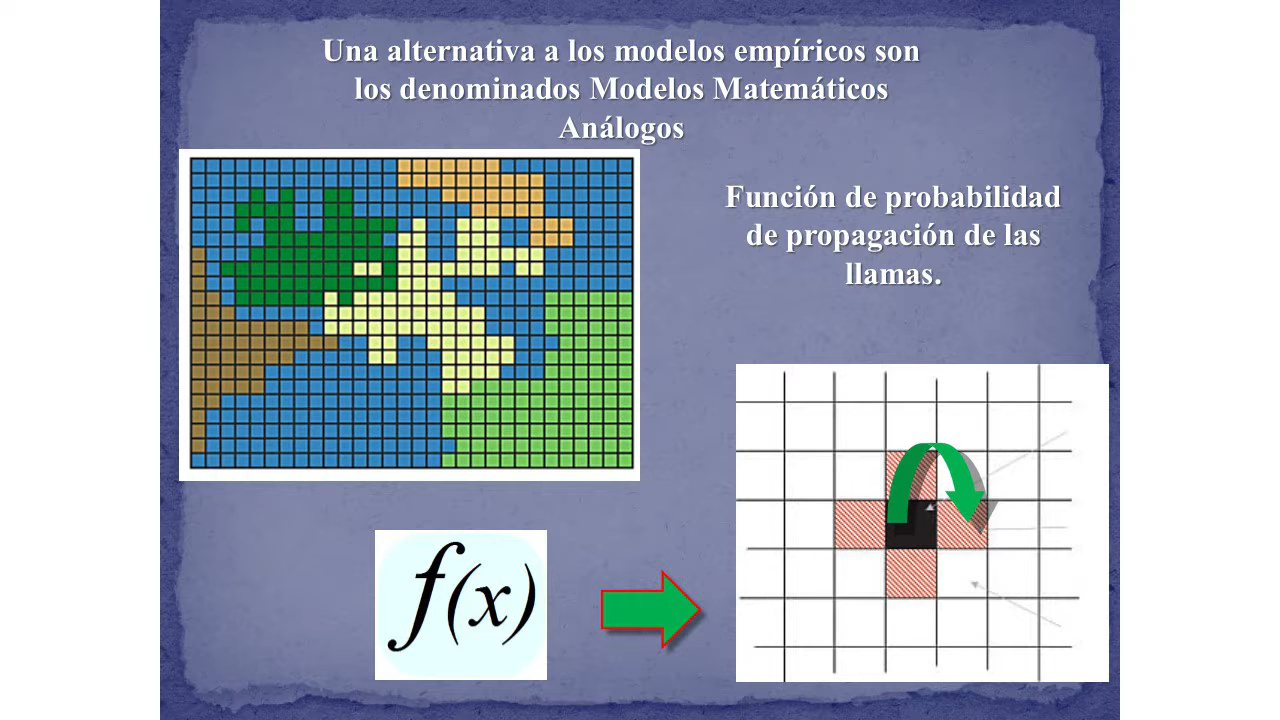 Una alternativa a los modelos empíricos son
los denominados Modelos Matemáticos
Análogos
Función de probabilidad
de propagación de las
llamas.
f(x)